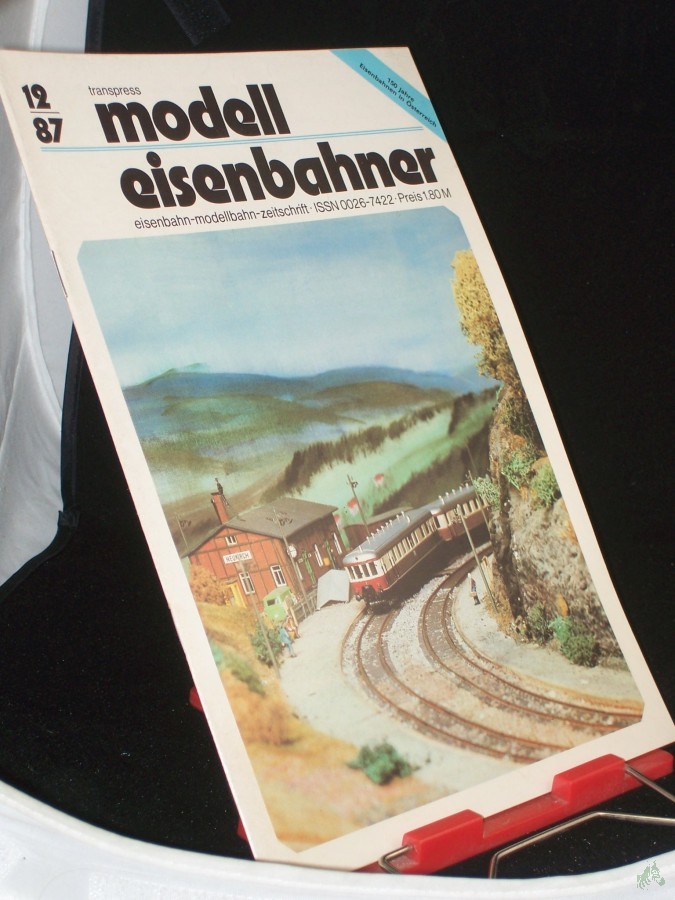 12
87
transpress
modell
eisenbahner
150 Jahre
Eisenbahnen in Österreich
eisenbahn-modellbahn-zeitschrift · ISSN 0026-7422 · Preis 1.80 M